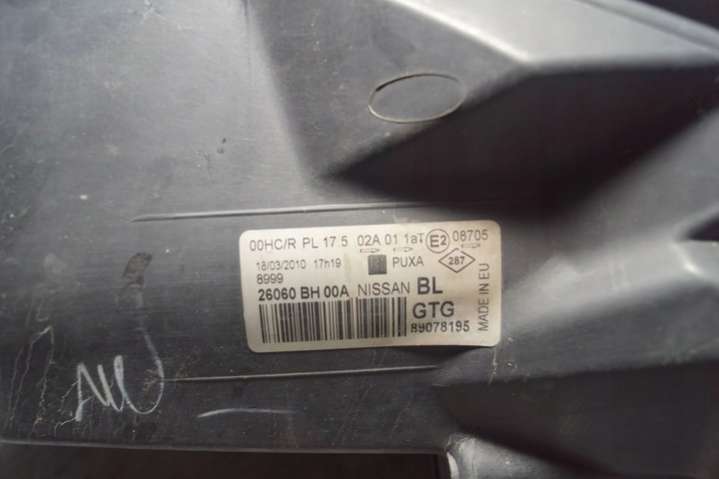 00HC/R PL 17.5 02A 01 1aT E2 08705
18/03/2010 17h19 PUXA 287
8999
26060 BH 00A NISSAN BL
GTG
89078195
MADE IN EU